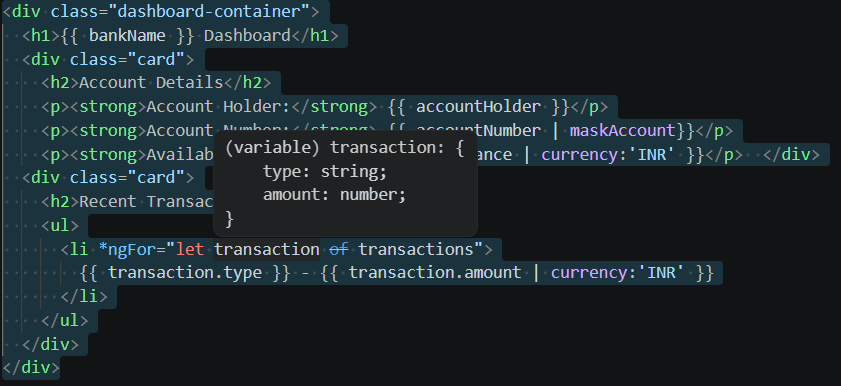 <div class="dashboard-container">
<h1>{{ bankName }} Dashboard</h1>
<div class="card">
<h2>Account Details</h2>
<p><strong>Account Holder:</strong> {{ accountHolder }}</p>
<p><strong>Account Number:</strong> {{ accountNumber | maskAccount}}</p>
<p><strong>Availab
ance | currency:'INR' }}</p> </div>
(variable) transaction: {
type: string;
amount: number;
}
<div class="card">
<h2>Recent Transac
<ul>
<li *ngFor="let transaction of transactions">
{{ transaction.type }} - {{ transaction.amount | currency:'INR' }}
</li>
</ul>
</div>
</div>